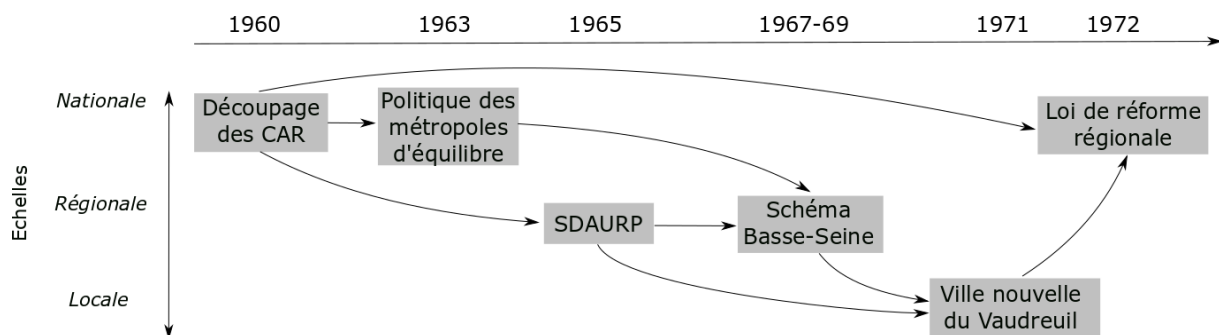 1960 1963 1965 1967-69 1971 1972
Nationale
Découpage
des CAR
Politique des
métropoles
d'équilibre
Loi de réforme
régionale
Echelles
Régionale
SDAURP
Schéma
Basse-Seine
Locale
Ville nouvelle
du Vaudreuil